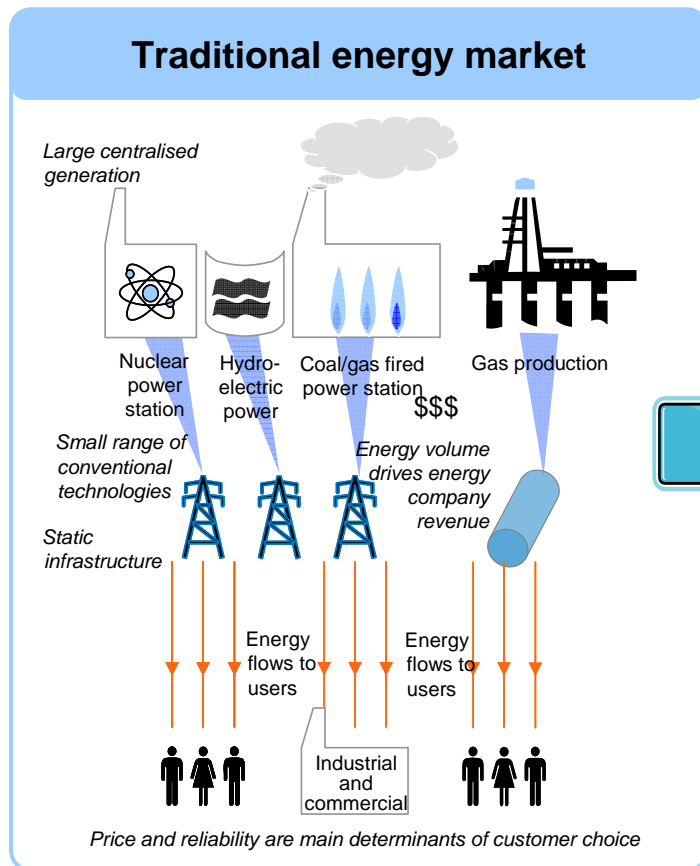 Traditional energy market
Large centralised
generation
Nuclear
power
station
Hydro-
electric
power
Coal/gas fired
power station
Gas production
$$$
Small range of
conventional
technologies
Energy volume
drives energy
company
revenue
Static
infrastructure
Energy
flows to
users
Energy
flows to
users
Industrial
and
commercial
Price and reliability are main determinants of customer choice